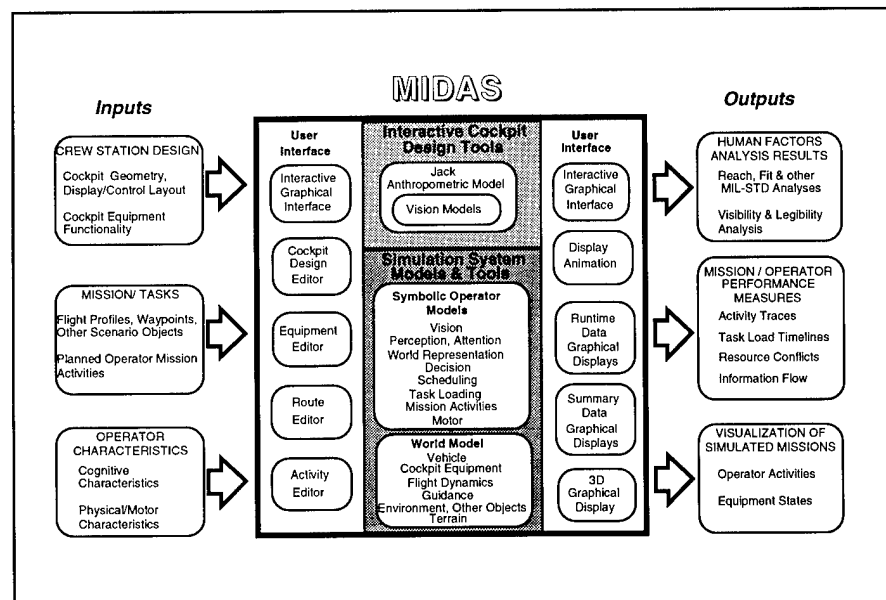 MIDAS
Inputs
CREW STATION DESIGN
Cockpit Geometry,
Display/Control Layout
Cockpit Equipment
Functionality
MISSION/ TASKS
Flight Profiles, Waypoints,
Other Scenario Objects
Planned Operator Mission
Activities
OPERATOR
CHARACTERISTICS
Cognitive
Characteristics
Physical/Motor
Characteristics
User
Interface
Interactive
Graphical
Interface
Cockpit
Design
Editor
Equipment
Editor
Route
Editor
Activity
Editor
Interactive Cockpit
Design Tools
Jack
Anthropometric Model
Vision Models
Simulation System
Models & Tools
Symbolic Operator
Models
Vision
Perception, Attention
World Representation
Decision
Scheduling
Task Loading
Mission Activities
Motor
World Model
Vehicle
Cockpit Equipment
Flight Dynamics
Guidance
Environment, Other Objects
Terrain
User
Interface
Interactive
Graphical
Interface
Display
Animation
Runtime
Data
Graphical
Displays
Summary
Data
Graphical
Displays
3D
Graphical
Display
Outputs
HUMAN FACTORS
ANALYSIS RESULTS
Reach, Fit & other
MIL-STD Analyses
Visibility & Legibility
Analysis
MISSION / OPERATOR
PERFORMANCE
MEASURES
Activity Traces
Task Load Timelines
Resource Conflicts
Information Flow
VISUALIZATION OF
SIMULATED MISSIONS
Operator Activities
Equipment States